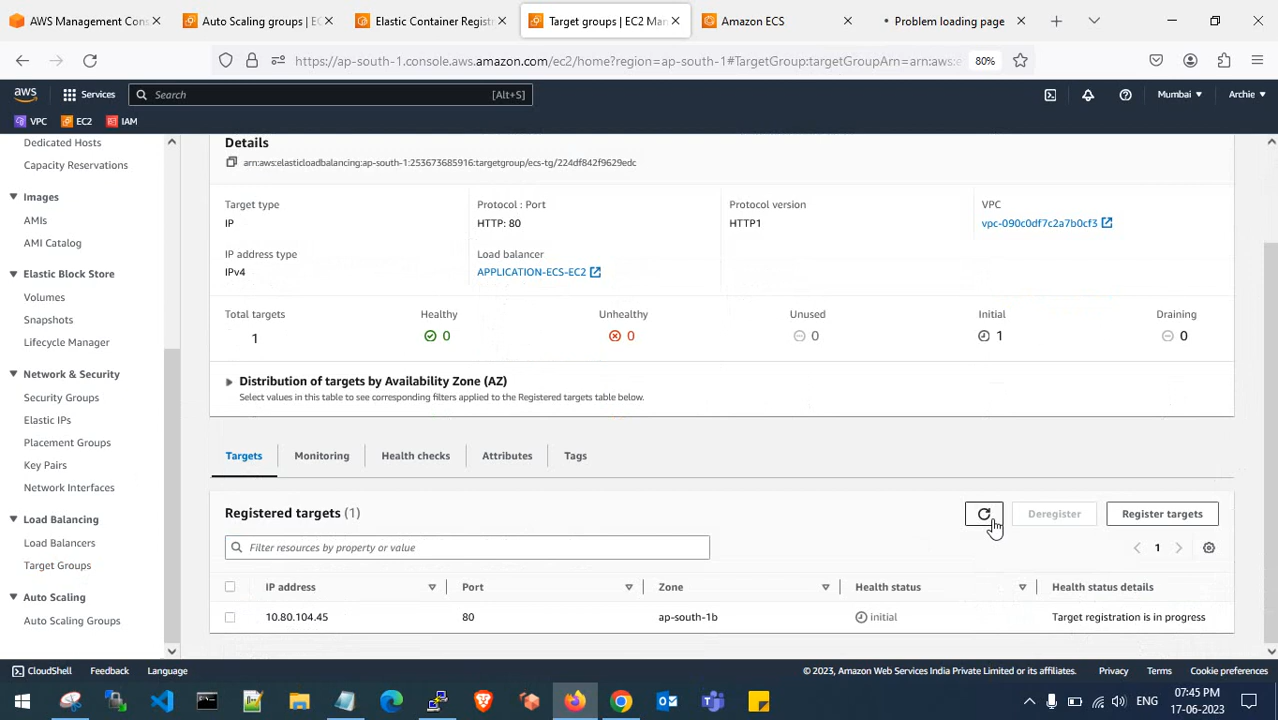 AWS Management Cons
Auto Scaling groups | EC2
Elastic Container Regist
Target groups | EC2 Man
Amazon ECS
Problem loading page
https://ap-south-1.console.aws.amazon.com/ec2/home?region=ap-south-1#TargetGroup:targetGroupArn=arn:aws:e
80%
aws
Services
Search
[Alt+S]
Mumbai
Archie
VPC
EC2
IAM
Dedicated Hosts
Capacity Reservations
Images
AMIs
AMI Catalog
Elastic Block Store
Volumes
Snapshots
Lifecycle Manager
Network & Security
Security Groups
Elastic IPs
Placement Groups
Key Pairs
Network Interfaces
Load Balancing
Load Balancers
Target Groups
Auto Scaling
Auto Scaling Groups
Details
arn:aws:elasticloadbalancing:ap-south-1:253673685916:targetgroup/ecs-tg/224df842f9629edc
Target type
IP
Protocol : Port
HTTP: 80
Protocol version
HTTP1
VPC
vpc-090c0df7c2a7b0cf3
IP address type
IPv4
Load balancer
APPLICATION-ECS-EC2
Total targets
1
Healthy
0
Unhealthy
0
Unused
0
Initial
1
Draining
0
Distribution of targets by Availability Zone (AZ)
Select values in this table to see corresponding filters applied to the Registered targets table below.
Targets
Monitoring
Health checks
Attributes
Tags
Registered targets (1)
Deregister
Register targets
Filter resources by property or value
1
IP address
Port
Zone
Health status
Health status details
10.80.104.45
80
ap-south-1b
initial
Target registration is in progress
CloudShell
Feedback
Language
© 2023, Amazon Web Services India Private Limited or its affiliates.
Privacy
Terms
Cookie preferences
ENG
07:45 PM
17-06-2023